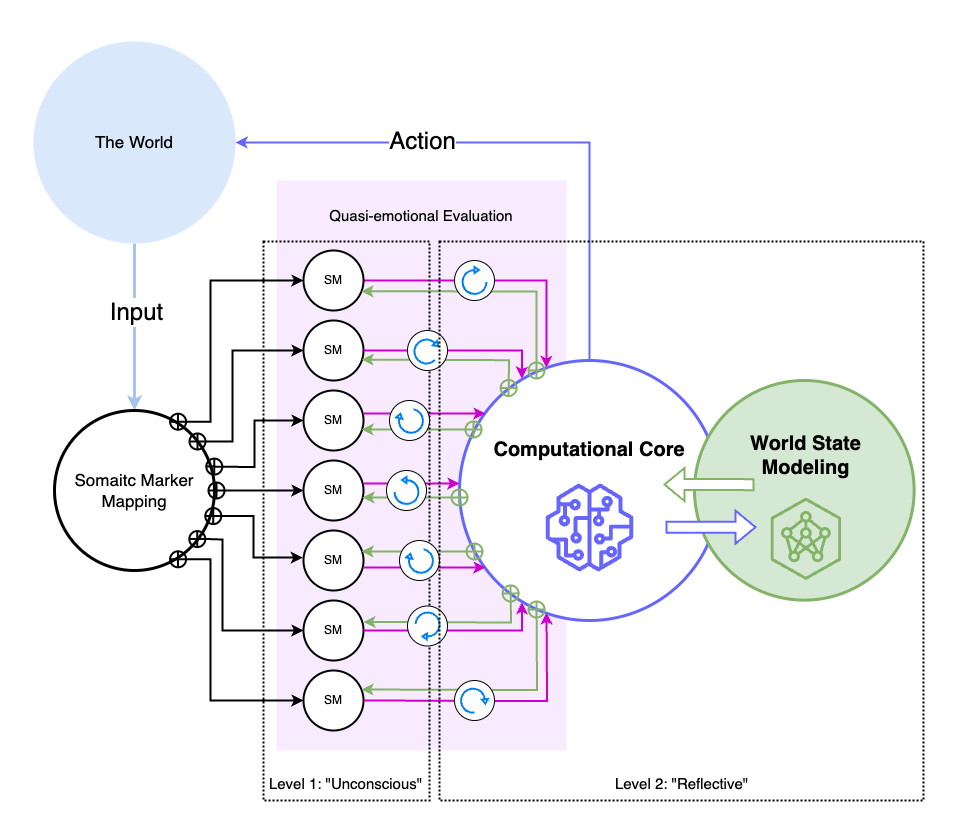 The World
Action
Quasi-emotional Evaluation
Input
SM
SM
SM
SM
SM
SM
SM
Somaitc Marker
Mapping
Computational Core
World State
Modeling
Level 1: "Unconscious"
Level 2: "Reflective"